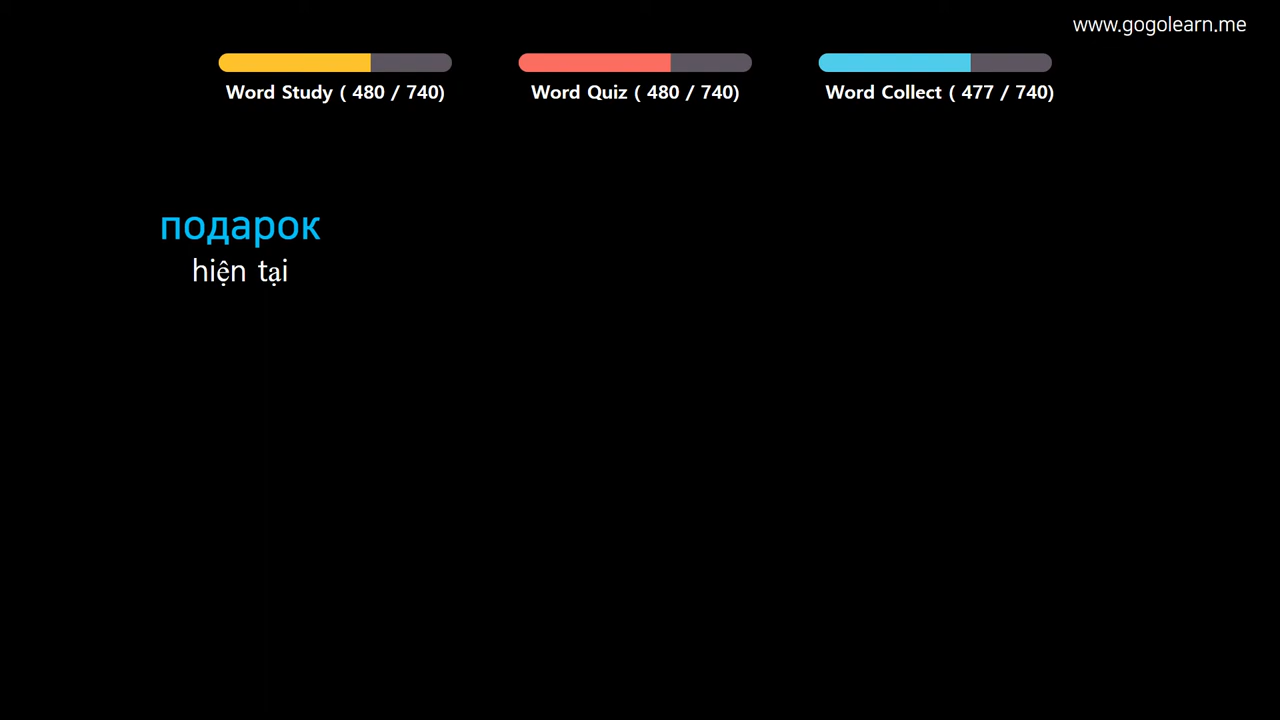 www.gogolearn.me
Word Study ( 480 / 740)
Word Quiz ( 480 / 740)
Word Collect ( 477 / 740)
подарок
hiện tại